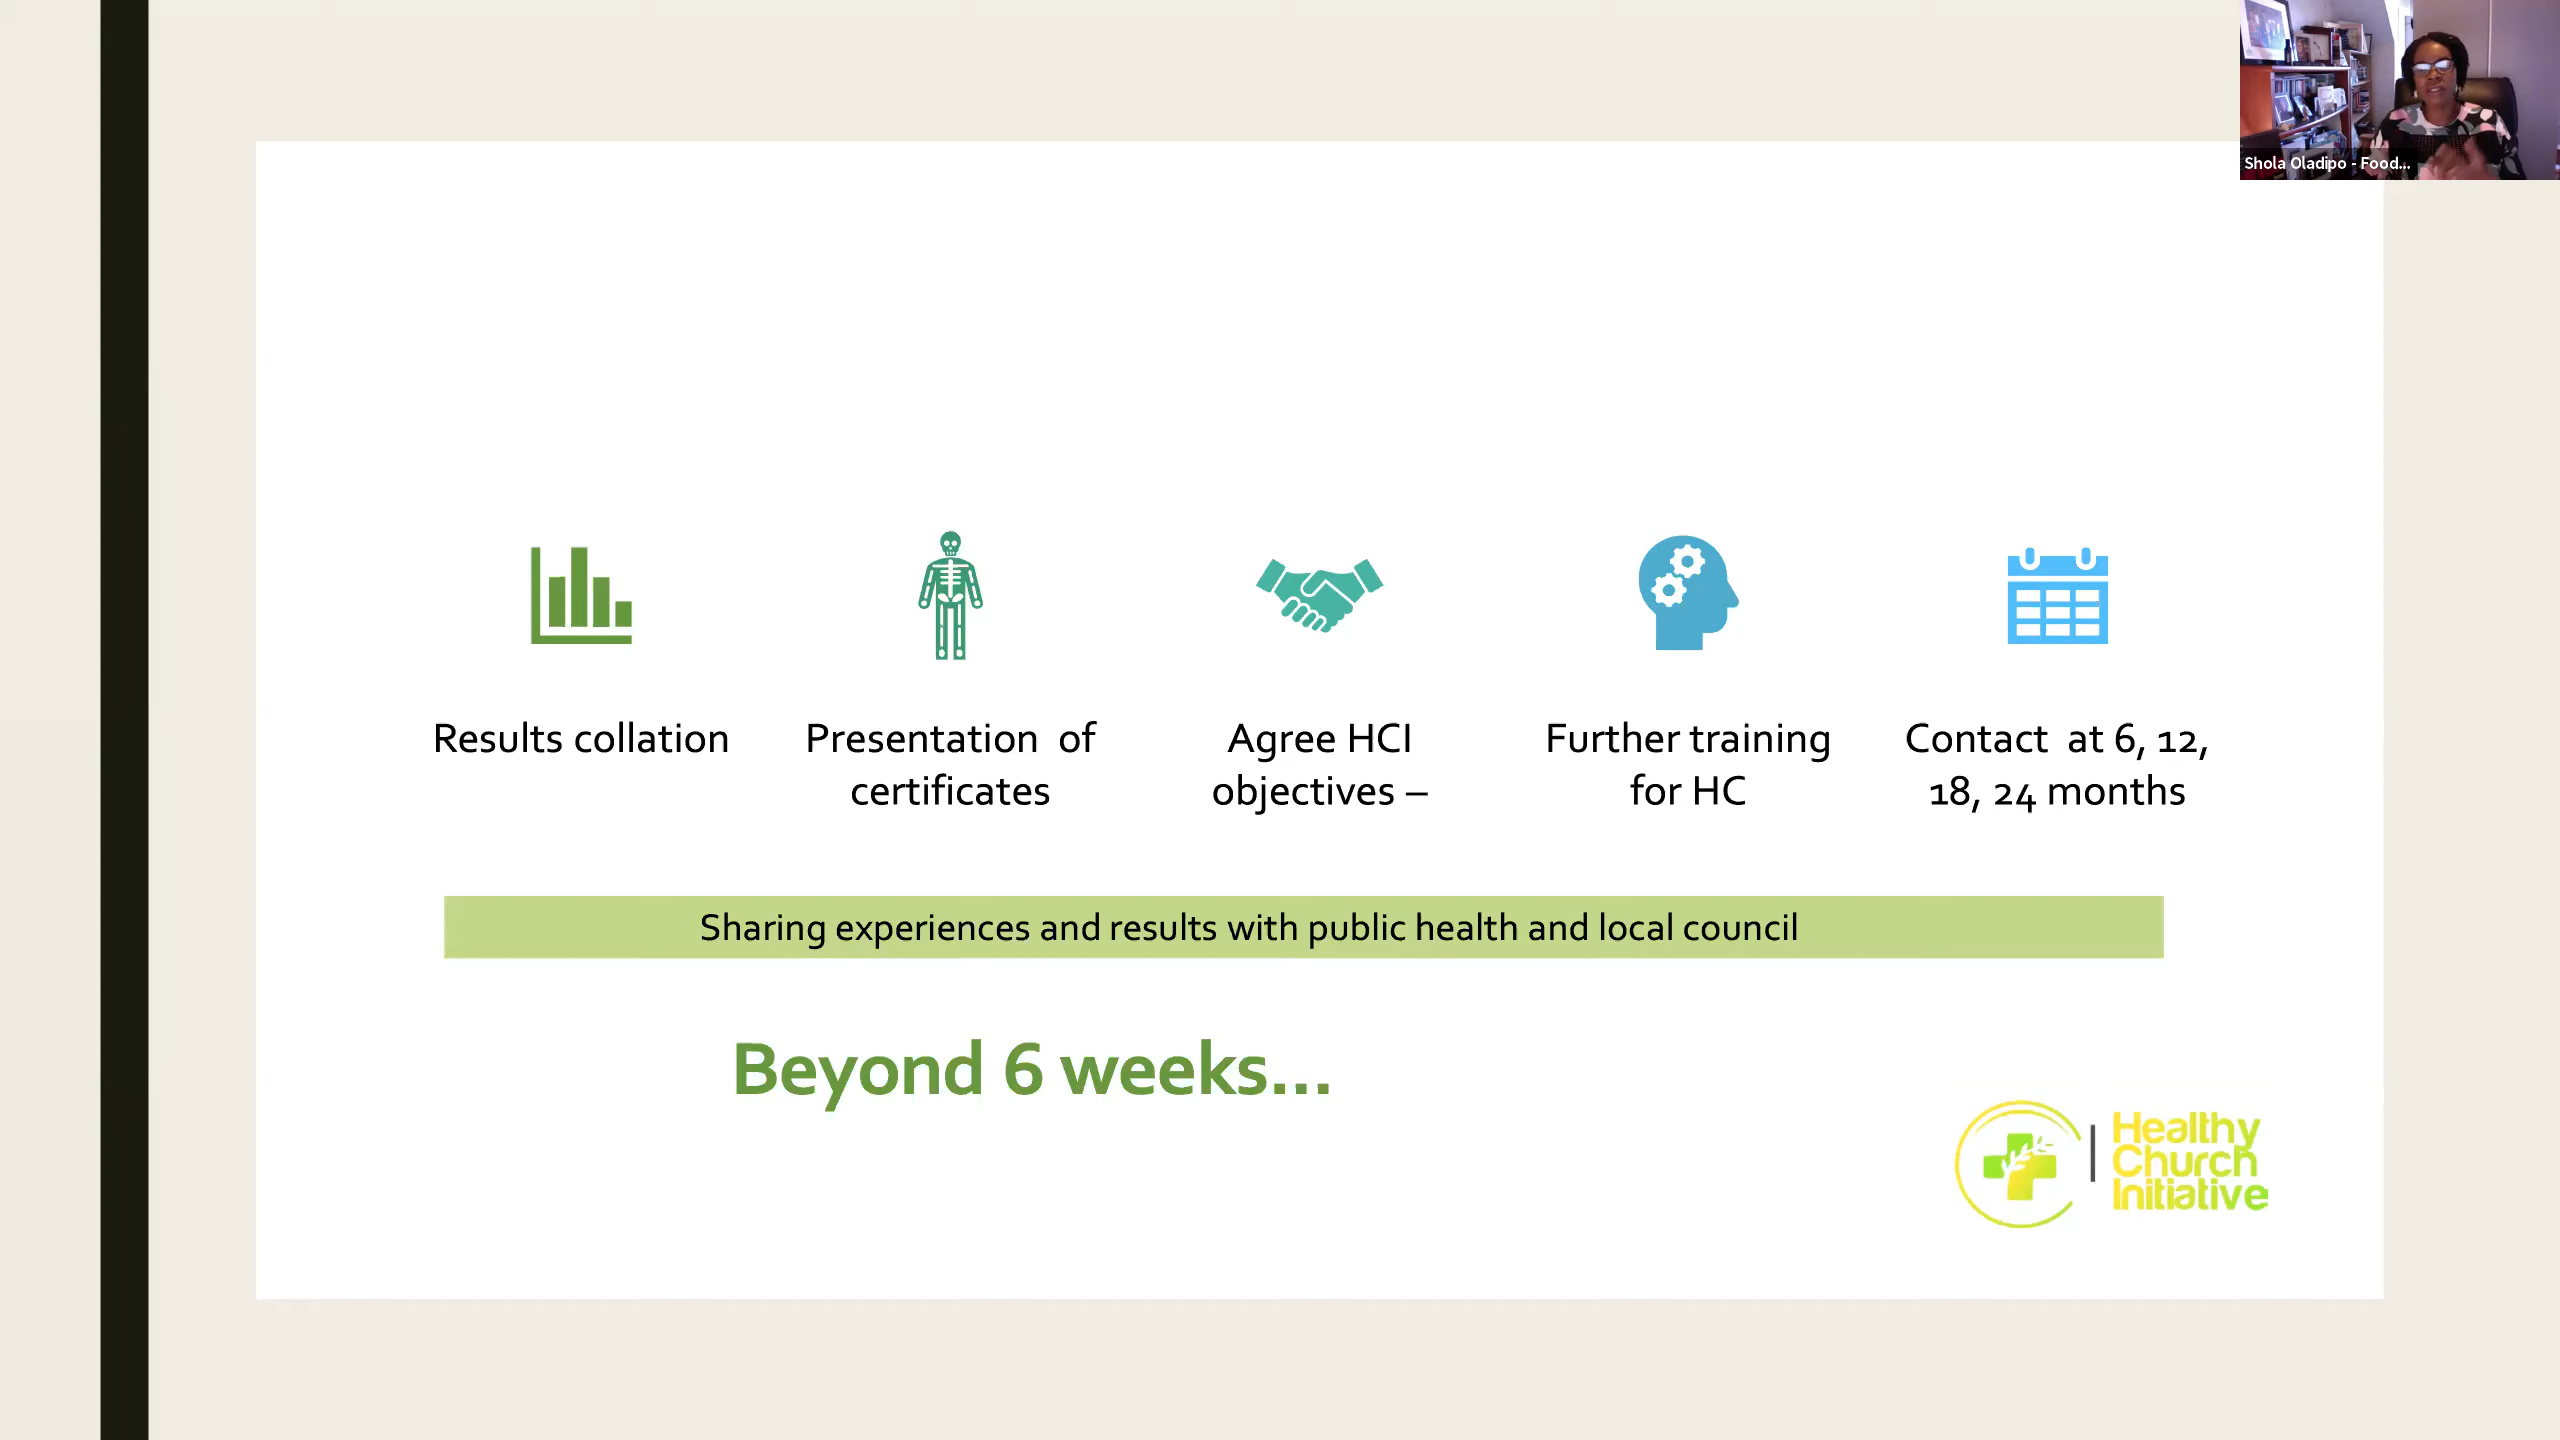 Shola Oladipo - Food...
Results collation
Presentation of
certificates
Agree HCI
objectives –
Further training
for HC
Contact at 6, 12,
18, 24 months
Sharing experiences and results with public health and local council
Beyond 6 weeks...
Healthy
Church
Initiative